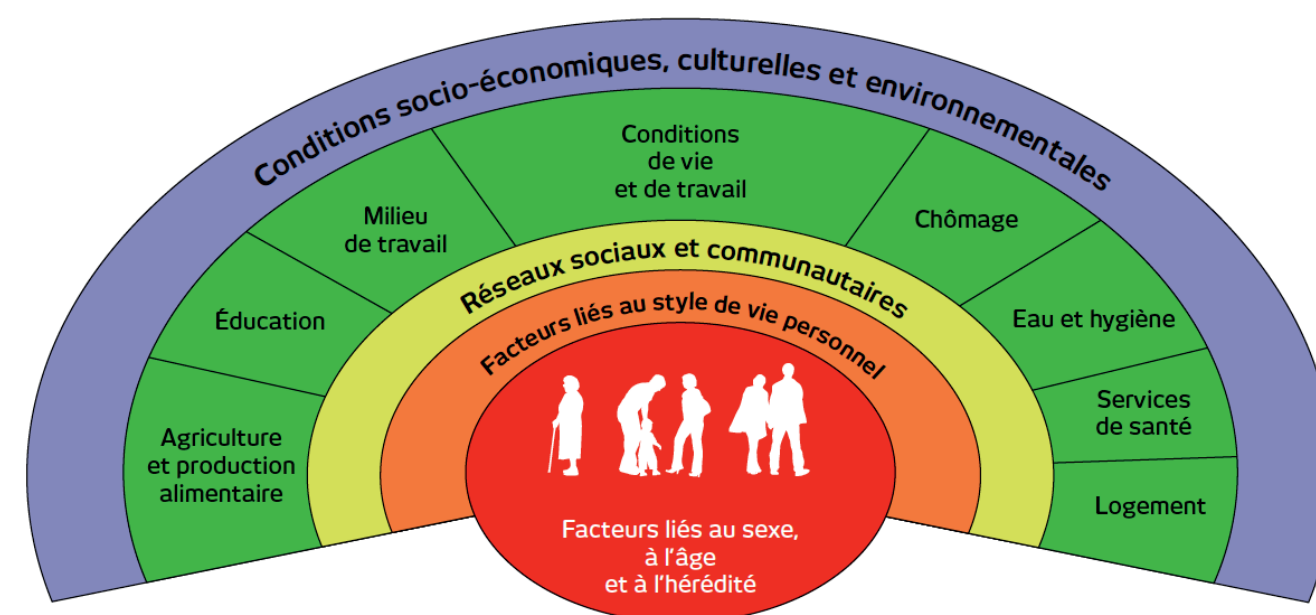 Conditions socio-économiques, culturelles et environnementales
Conditions
de vie
et de travail
Milieu
de travail
Chômage
Éducation
Eau et hygiène
Agriculture
et production
alimentaire
Services
de santé
Logement
Réseaux sociaux et communautaires
Facteurs liés au style de vie personnel
Facteurs liés au sexe,
à l'âge
et à l'hérédité